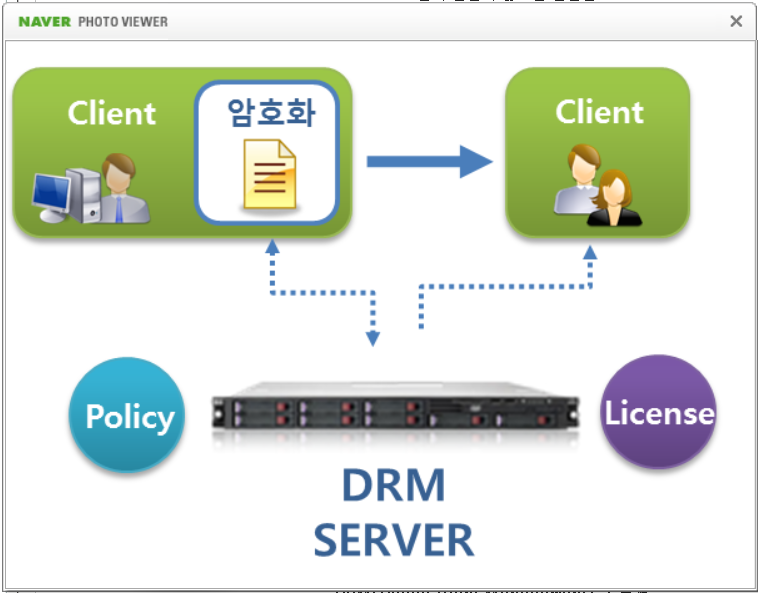 NAVER PHOTO VIEWER
Client
암호화
Client
Policy
License
DRM
SERVER